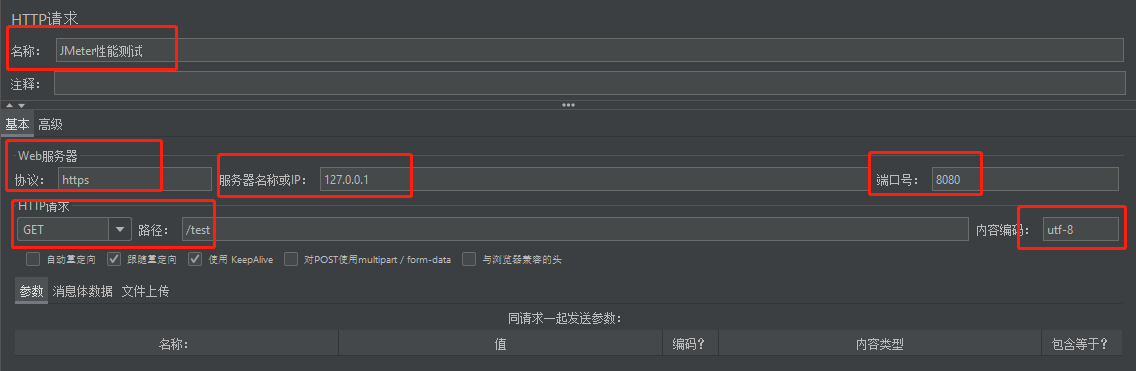 HTTP请求
名称： JMeter性能测试
注释：
基本 高级
Web服务器
协议： https 服务器名称或IP： 127.0.0.1 端口号： 8080
HTTP请求
GET 路径： /test 内容编码： utf-8
自动重定向 跟随重定向 使用 KeepAlive 对POST使用multipart / form-data 与浏览器兼容的头
参数 消息体数据 文件上传
同请求一起发送参数：
名称： 值 编码? 内容类型 包含等于?